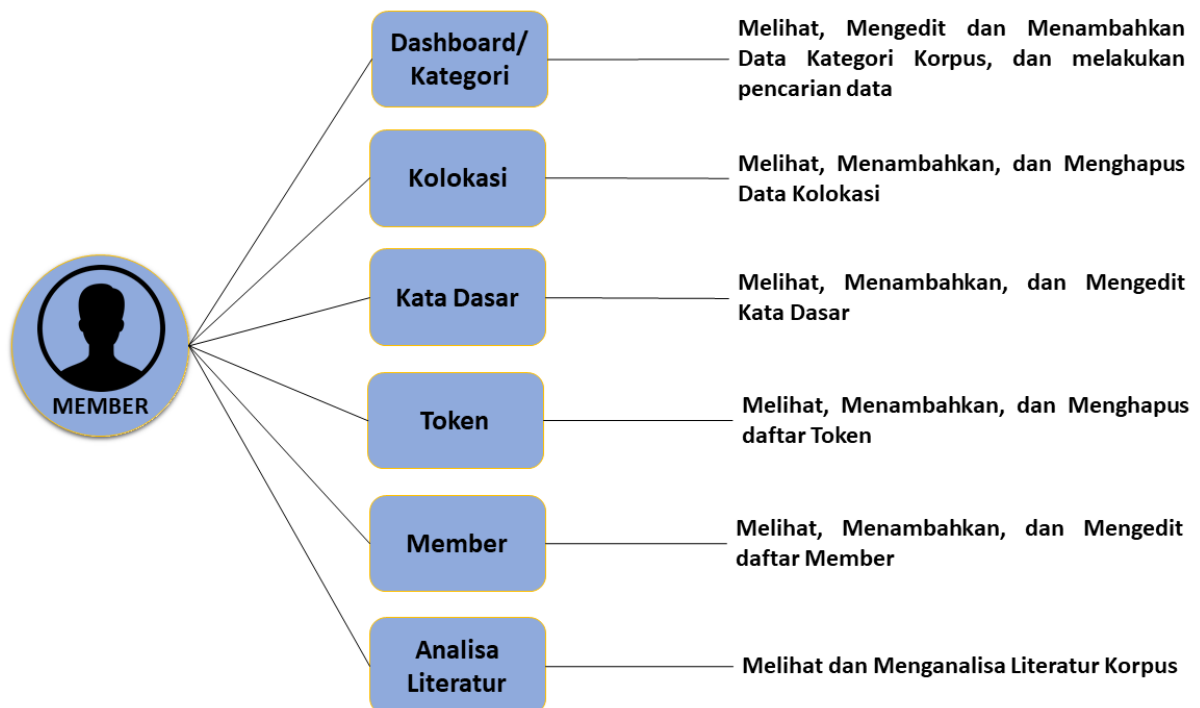 Dashboard/
Kategori
Melihat, Mengedit dan Menambahkan
Data Kategori Korpus, dan melakukan
pencarian data
Kolokasi
Melihat, Menambahkan, dan Menghapus
Data Kolokasi
Kata Dasar
Melihat, Menambahkan, dan Mengedit
Kata Dasar
MEMBER
Token
Melihat, Menambahkan, dan Menghapus
daftar Token
Member
Melihat, Menambahkan, dan Mengedit
daftar Member
Analisa
Literatur
Melihat dan Menganalisa Literatur Korpus